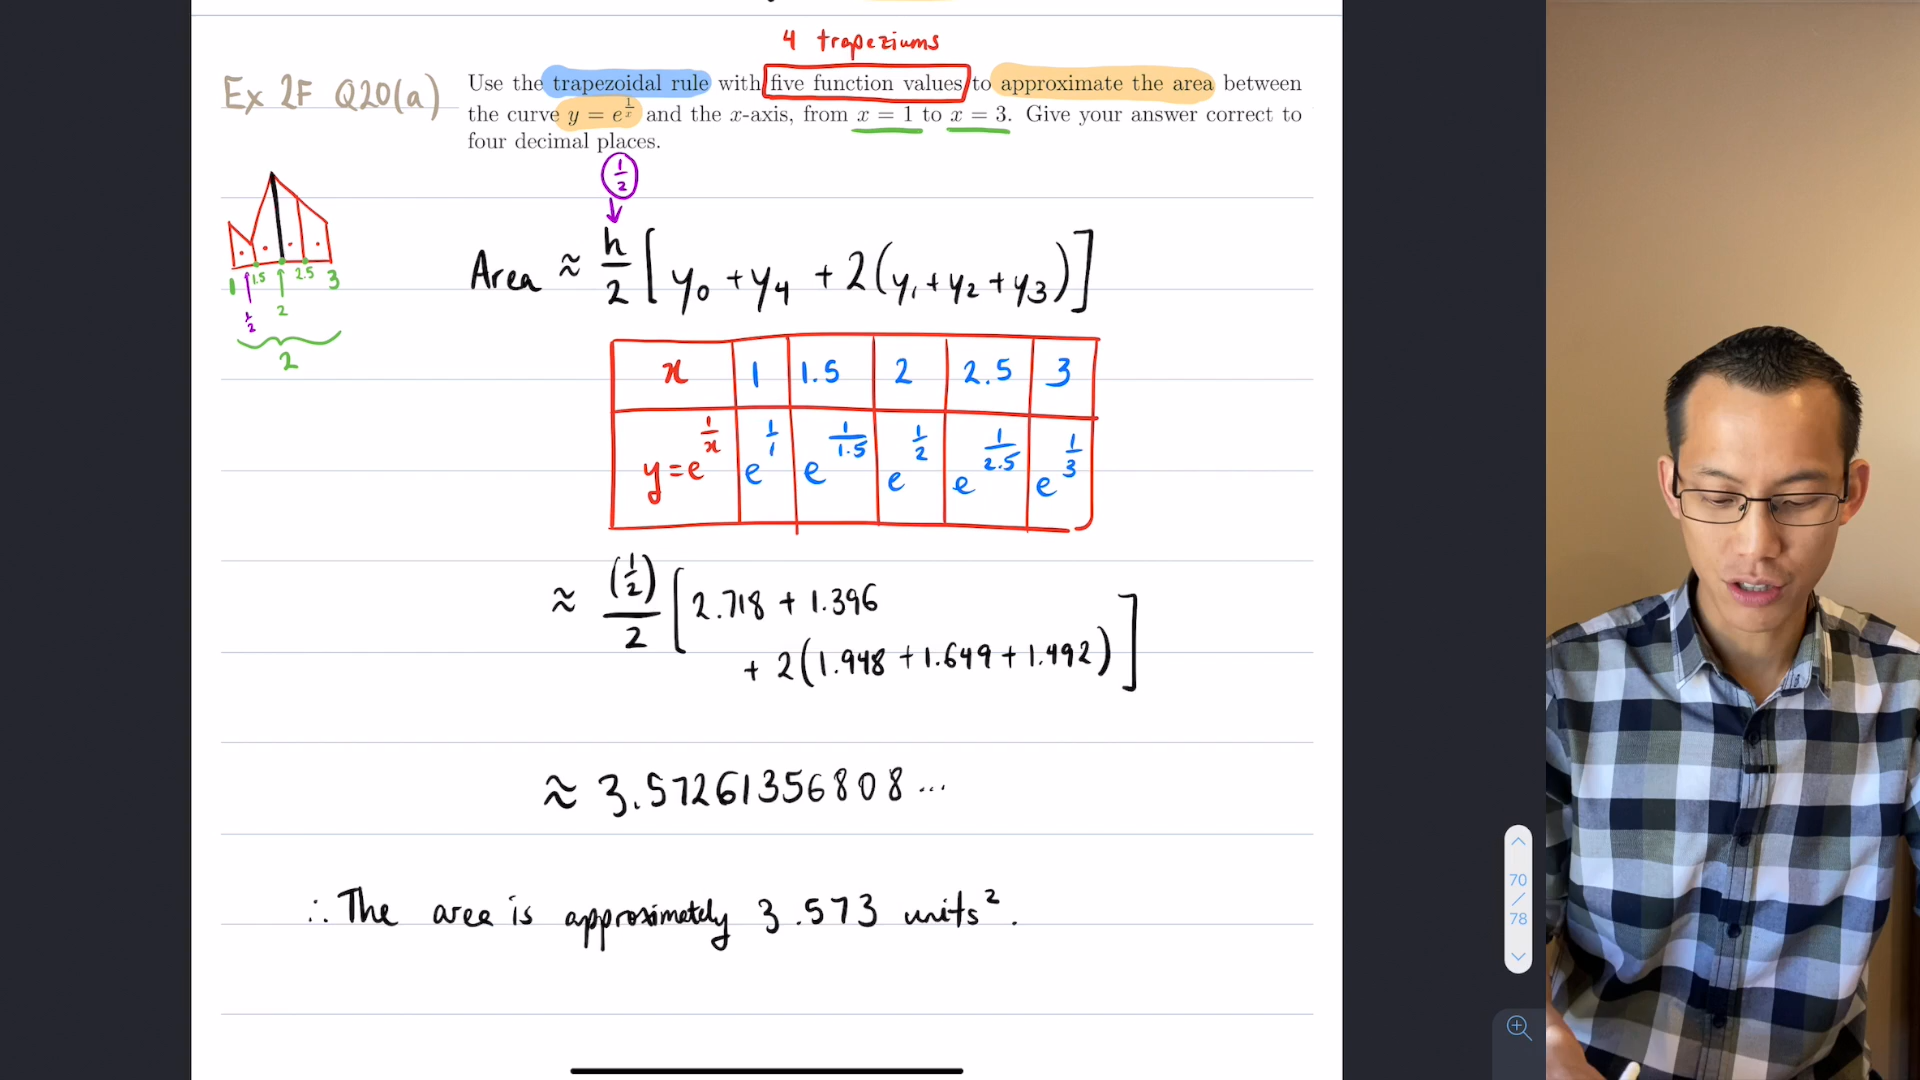 4 trapeziums
Ex 2F Q20(a)
Use the trapezoidal rule with five function values to approximate the area between
the curve y = e^{1/x} and the x-axis, from x = 1 to x = 3. Give your answer correct to
four decimal places.
1/2
Area ≈ h/2 [y₀ + y₄ + 2(y₁ + y₂ + y₃)]
1 1.5 2 2.5 3
1/2
2
x 1 1.5 2 2.5 3
y = e^{1/x} e^{1/1} e^{1/1.5} e^{1/2} e^{1/2.5} e^{1/3}
≈ (1/2)/2 [2.718 + 1.396
+ 2(1.948 + 1.649 + 1.492)]
≈ 3.57261356808...
∴ The area is approximately 3.573 units².
70
/
78